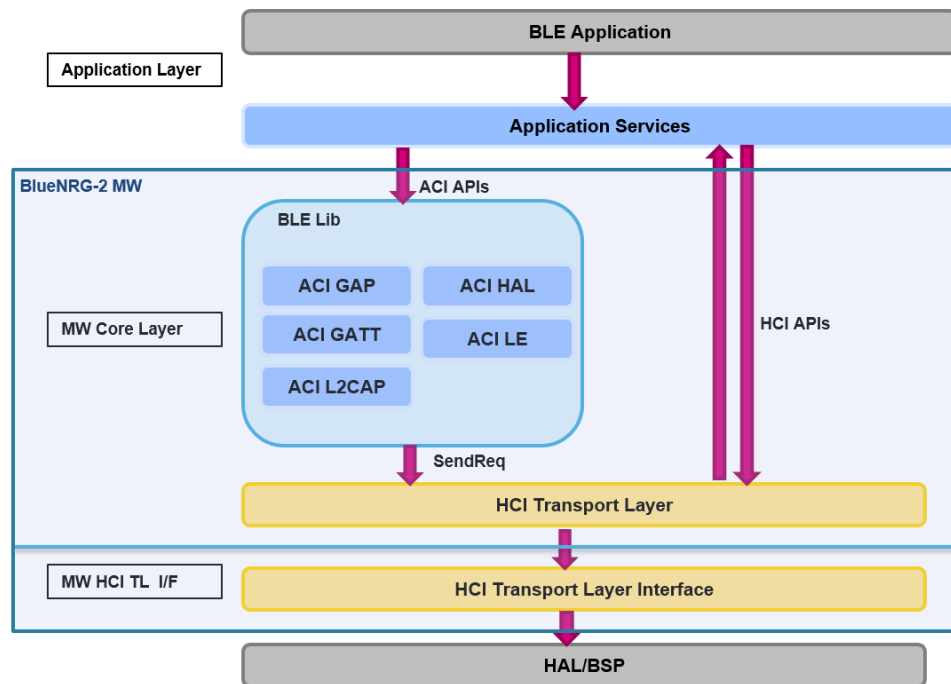 BLE Application
Application Layer
Application Services
BlueNRG-2 MW
ACI APIs
BLE Lib
ACI GAP
ACI HAL
ACI GATT
ACI LE
ACI L2CAP
MW Core Layer
HCI APIs
SendReq
HCI Transport Layer
MW HCI TL I/F
HCI Transport Layer Interface
HAL/BSP